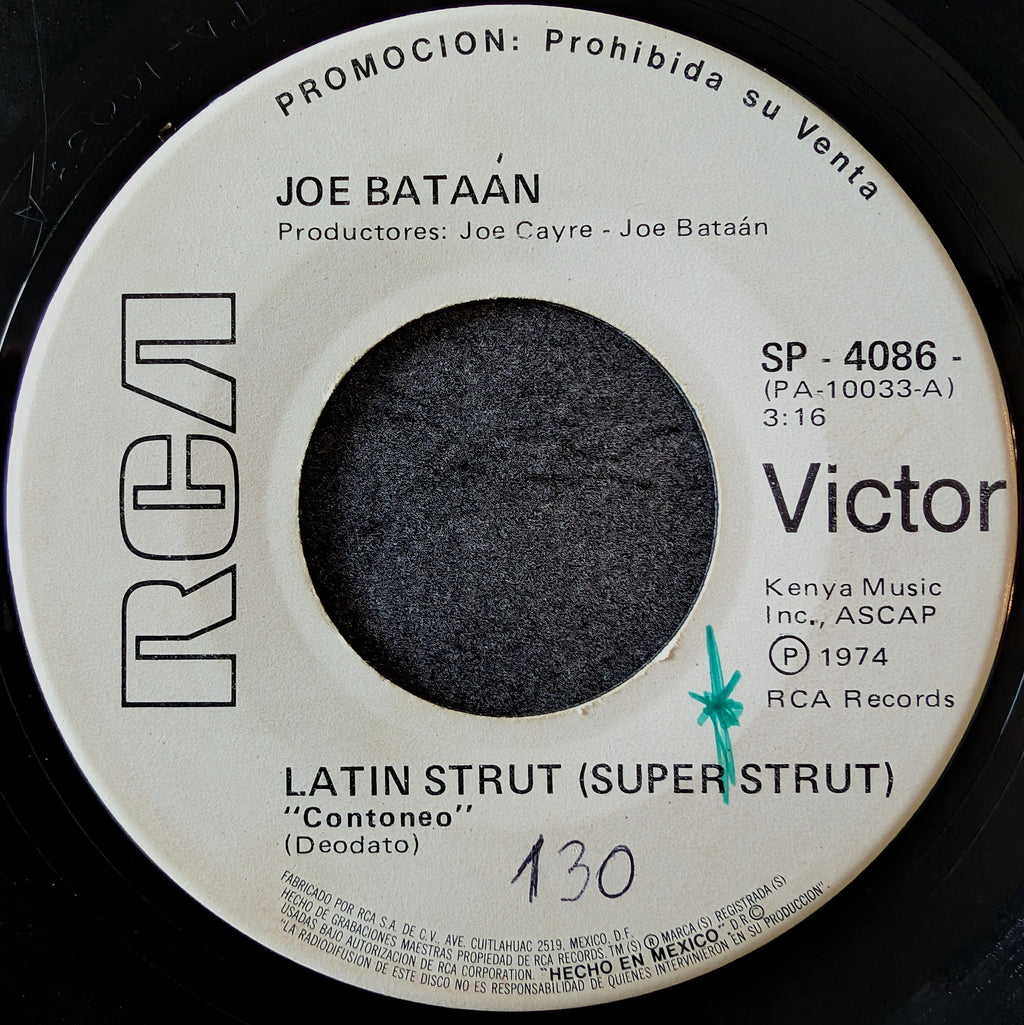 PROMOCION: Prohibida su Venta
JOE BATAÁN
Productores: Joe Cayre - Joe Bataán
RCA
SP - 4086 -
(PA-10033-A)
3:16
Victor
Kenya Music
Inc., ASCAP
Ⓟ 1974
RCA Records
LATIN STRUT (SUPER STRUT)
"Contoneo"
(Deodato)
130
FABRICADO POR RCA S.A. DE C.V., AVE. CUITLAHUAC 2519, MEXICO, D.F.
HECHO DE GRABACIONES MAESTRAS PROPIEDAD DE RCA RECORDS. TM (S) ® MARCA (S) REGISTRADA (S)
USADAS BAJO AUTORIZACION DE RCA CORPORATION. "HECHO EN MEXICO". D.R. ©
"LA RADIODIFUSION DE ESTE DISCO NO ES RESPONSABILIDAD DE QUIENES INTERVINIERON EN SU PRODUCCION".